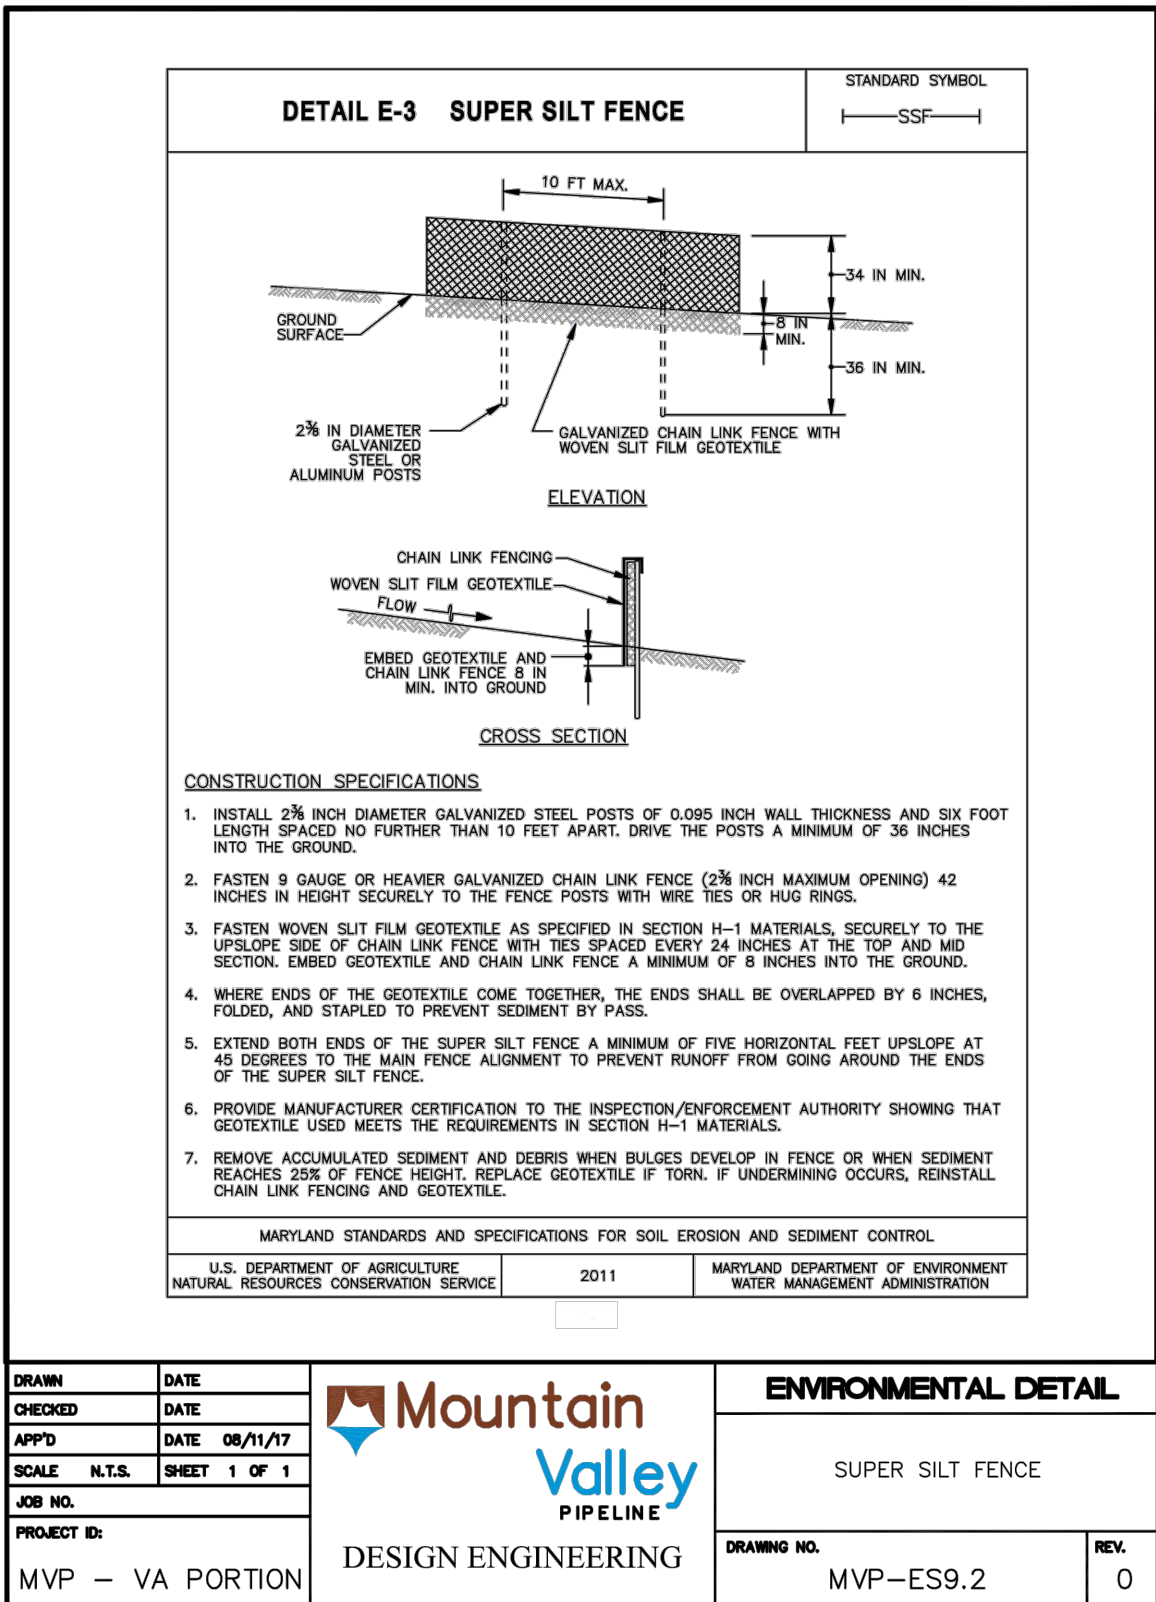 DETAIL E-3 SUPER SILT FENCE
STANDARD SYMBOL
SSF
10 FT MAX.
34 IN MIN.
GROUND
SURFACE
8 IN
MIN.
36 IN MIN.
2⅜ IN DIAMETER
GALVANIZED
STEEL OR
ALUMINUM POSTS
GALVANIZED CHAIN LINK FENCE WITH
WOVEN SLIT FILM GEOTEXTILE
ELEVATION
CHAIN LINK FENCING
WOVEN SLIT FILM GEOTEXTILE
FLOW
EMBED GEOTEXTILE AND
CHAIN LINK FENCE 8 IN
MIN. INTO GROUND
CROSS SECTION
CONSTRUCTION SPECIFICATIONS
1. INSTALL 2⅜ INCH DIAMETER GALVANIZED STEEL POSTS OF 0.095 INCH WALL THICKNESS AND SIX FOOT
LENGTH SPACED NO FURTHER THAN 10 FEET APART. DRIVE THE POSTS A MINIMUM OF 36 INCHES
INTO THE GROUND.
2. FASTEN 9 GAUGE OR HEAVIER GALVANIZED CHAIN LINK FENCE (2⅜ INCH MAXIMUM OPENING) 42
INCHES IN HEIGHT SECURELY TO THE FENCE POSTS WITH WIRE TIES OR HUG RINGS.
3. FASTEN WOVEN SLIT FILM GEOTEXTILE AS SPECIFIED IN SECTION H-1 MATERIALS, SECURELY TO THE
UPSLOPE SIDE OF CHAIN LINK FENCE WITH TIES SPACED EVERY 24 INCHES AT THE TOP AND MID
SECTION. EMBED GEOTEXTILE AND CHAIN LINK FENCE A MINIMUM OF 8 INCHES INTO THE GROUND.
4. WHERE ENDS OF THE GEOTEXTILE COME TOGETHER, THE ENDS SHALL BE OVERLAPPED BY 6 INCHES,
FOLDED, AND STAPLED TO PREVENT SEDIMENT BY PASS.
5. EXTEND BOTH ENDS OF THE SUPER SILT FENCE A MINIMUM OF FIVE HORIZONTAL FEET UPSLOPE AT
45 DEGREES TO THE MAIN FENCE ALIGNMENT TO PREVENT RUNOFF FROM GOING AROUND THE ENDS
OF THE SUPER SILT FENCE.
6. PROVIDE MANUFACTURER CERTIFICATION TO THE INSPECTION/ENFORCEMENT AUTHORITY SHOWING THAT
GEOTEXTILE USED MEETS THE REQUIREMENTS IN SECTION H-1 MATERIALS.
7. REMOVE ACCUMULATED SEDIMENT AND DEBRIS WHEN BULGES DEVELOP IN FENCE OR WHEN SEDIMENT
REACHES 25% OF FENCE HEIGHT. REPLACE GEOTEXTILE IF TORN. IF UNDERMINING OCCURS, REINSTALL
CHAIN LINK FENCING AND GEOTEXTILE.
MARYLAND STANDARDS AND SPECIFICATIONS FOR SOIL EROSION AND SEDIMENT CONTROL
U.S. DEPARTMENT OF AGRICULTURE
NATURAL RESOURCES CONSERVATION SERVICE
2011
MARYLAND DEPARTMENT OF ENVIRONMENT
WATER MANAGEMENT ADMINISTRATION
DRAWN DATE
CHECKED DATE
APP'D DATE 08/11/17
SCALE N.T.S. SHEET 1 OF 1
JOB NO.
PROJECT ID:
MVP - VA PORTION
Mountain
Valley
PIPELINE
DESIGN ENGINEERING
ENVIRONMENTAL DETAIL
SUPER SILT FENCE
DRAWING NO.
MVP-ES9.2
REV.
0